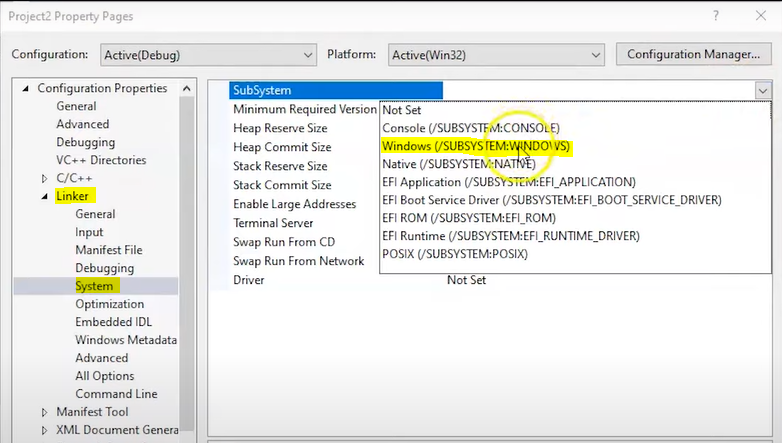 Project2 Property Pages
Configuration: Active(Debug) Platform: Active(Win32) Configuration Manager...
Configuration Properties
General
Advanced
Debugging
VC++ Directories
C/C++
Linker
General
Input
Manifest File
Debugging
System
Optimization
Embedded IDL
Windows Metadata
Advanced
All Options
Command Line
Manifest Tool
XML Document Genera
SubSystem
Minimum Required Version
Heap Reserve Size
Heap Commit Size
Stack Reserve Size
Stack Commit Size
Enable Large Addresses
Terminal Server
Swap Run From CD
Swap Run From Network
Driver Not Set
Not Set
Console (/SUBSYSTEM:CONSOLE)
Windows (/SUBSYSTEM:WINDOWS)
Native (/SUBSYSTEM:NATIVE)
EFI Application (/SUBSYSTEM:EFI_APPLICATION)
EFI Boot Service Driver (/SUBSYSTEM:EFI_BOOT_SERVICE_DRIVER)
EFI ROM (/SUBSYSTEM:EFI_ROM)
EFI Runtime (/SUBSYSTEM:EFI_RUNTIME_DRIVER)
POSIX (/SUBSYSTEM:POSIX)